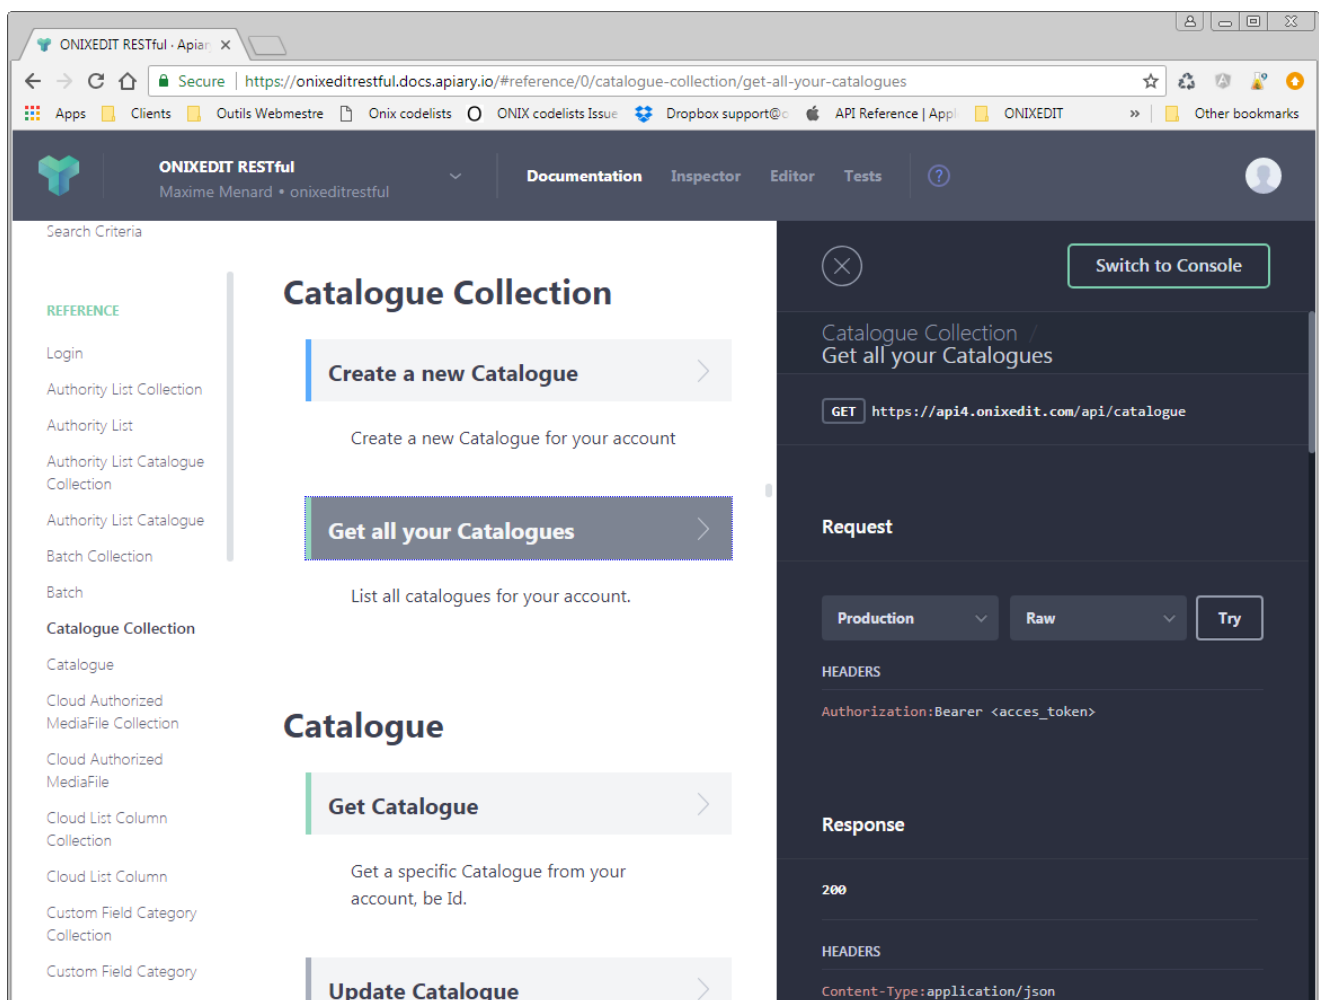 ONIXEDIT RESTful · Apiary
Secure https://onixeditrestful.docs.apiary.io/#reference/0/catalogue-collection/get-all-your-catalogues
Apps Clients Outils Webmestre Onix codelists ONIX codelists Issue Dropbox support@o API Reference | Appl ONIXEDIT » Other bookmarks
ONIXEDIT RESTful
Maxime Menard • onixeditrestful
Documentation Inspector Editor Tests ?
Search Criteria
REFERENCE
Login
Authority List Collection
Authority List
Authority List Catalogue
Collection
Authority List Catalogue
Batch Collection
Batch
Catalogue Collection
Catalogue
Cloud Authorized
MediaFile Collection
Cloud Authorized
MediaFile
Cloud List Column
Collection
Cloud List Column
Custom Field Category
Collection
Custom Field Category
Catalogue Collection
Create a new Catalogue
Create a new Catalogue for your account
Get all your Catalogues
List all catalogues for your account.
Catalogue
Get Catalogue
Get a specific Catalogue from your
account, be Id.
Update Catalogue
Switch to Console
Catalogue Collection /
Get all your Catalogues
GET https://api4.onixedit.com/api/catalogue
Request
Production Raw Try
HEADERS
Authorization:Bearer <acces_token>
Response
200
HEADERS
Content-Type:application/json